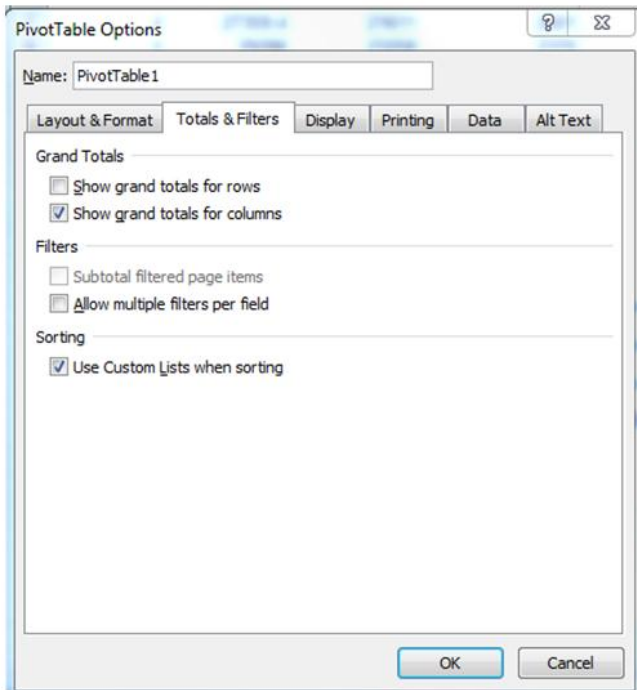 PivotTable Options
Name: PivotTable1
Layout & Format Totals & Filters Display Printing Data Alt Text
Grand Totals
Show grand totals for rows
Show grand totals for columns
Filters
Subtotal filtered page items
Allow multiple filters per field
Sorting
Use Custom Lists when sorting
OK Cancel